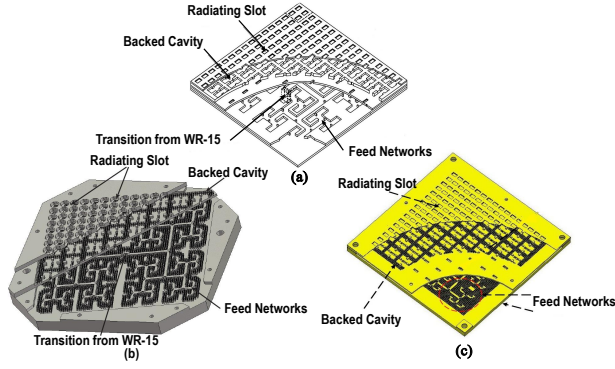 Radiating Slot
Backed Cavity
Transition from WR-15
Feed Networks
(a)
Radiating Slot
Backed Cavity
Feed Networks
Transition from WR-15
(b)
Radiating Slot
Backed Cavity
Feed Networks
(c)